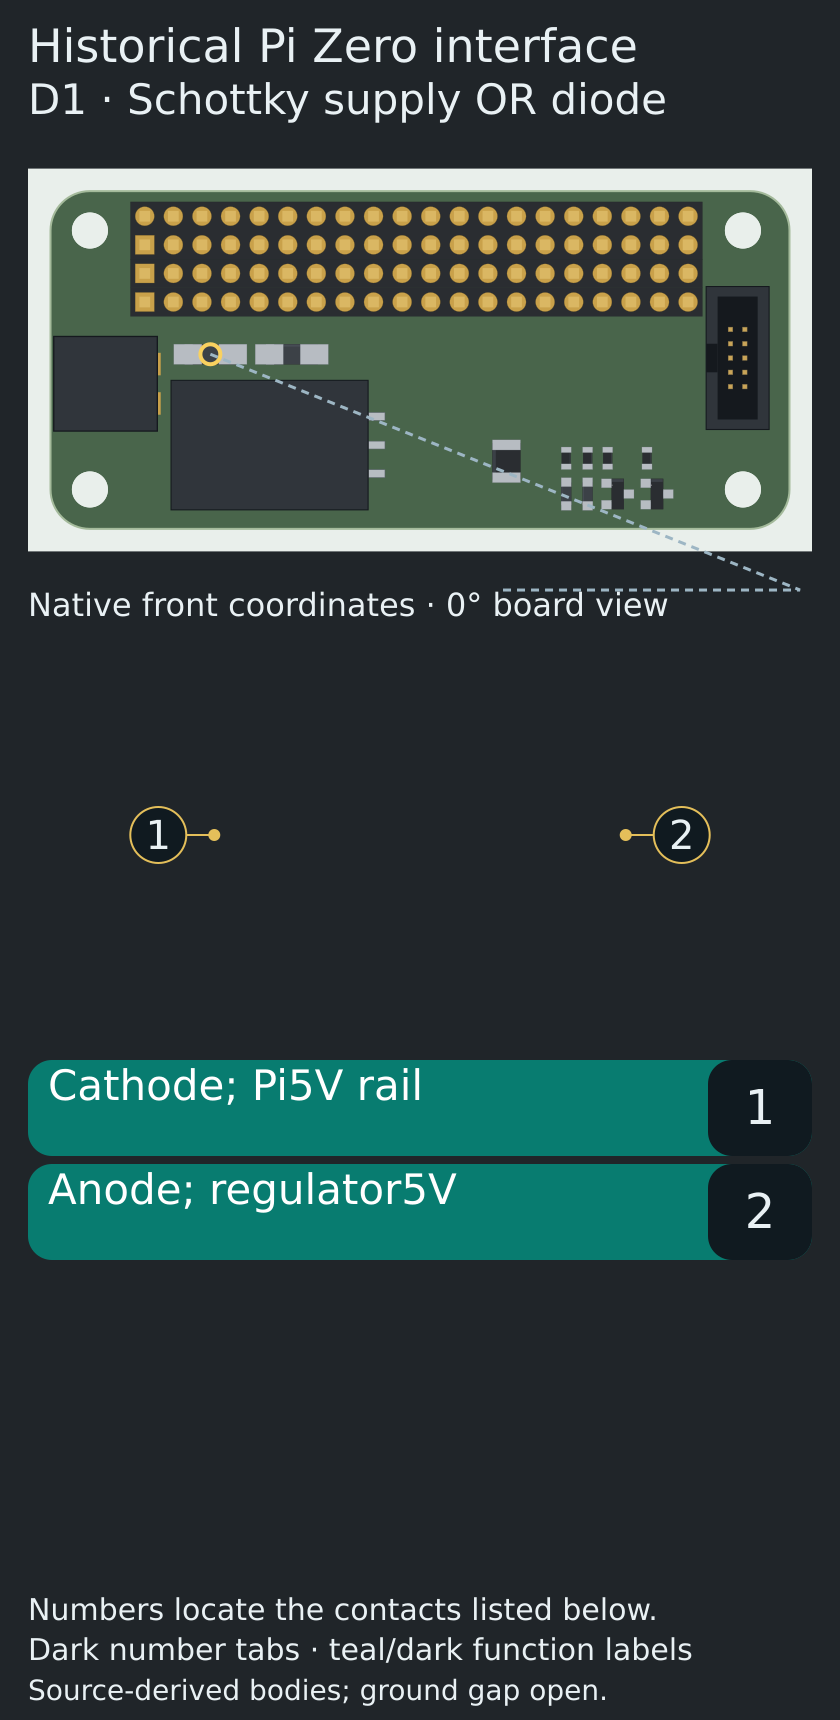 Historical Pi Zero interface
D1 · Schottky supply OR diode
Native front coordinates · 0° board view
1
2
Cathode; Pi5V rail
1
Anode; regulator5V
2
Numbers locate the contacts listed below.
Dark number tabs · teal/dark function labels
Source-derived bodies; ground gap open.